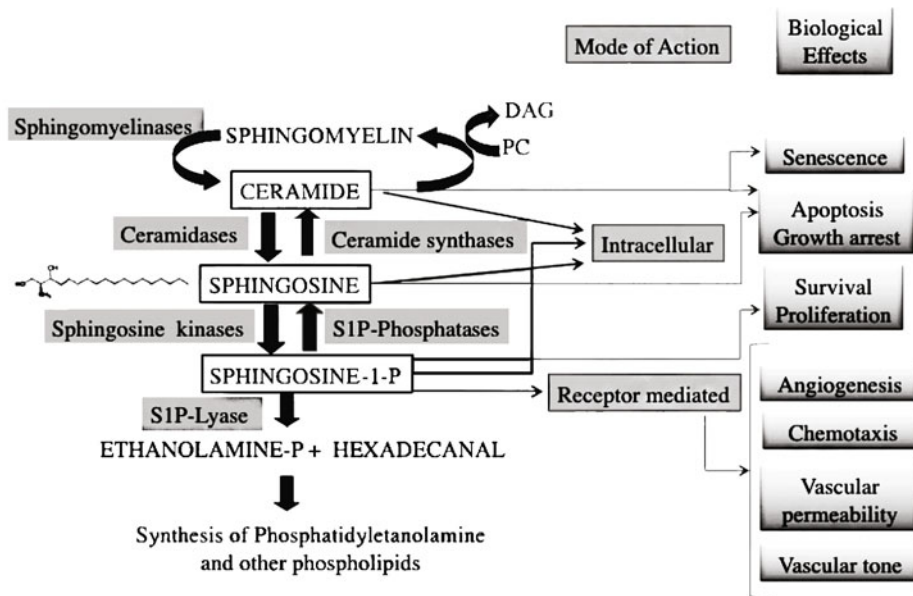 Mode of Action
Biological
Effects
Sphingomyelinases
SPHINGOMYELIN
DAG
PC
CERAMIDE
Senescence
Ceramidases
Ceramide synthases
Intracellular
Apoptosis
Growth arrest
SPHINGOSINE
Sphingosine kinases
S1P-Phosphatases
Survival
Proliferation
SPHINGOSINE-1-P
Receptor mediated
Angiogenesis
S1P-Lyase
Chemotaxis
ETHANOLAMINE-P + HEXADECANAL
Vascular
permeability
Synthesis of Phosphatidyletanolamine
and other phospholipids
Vascular tone